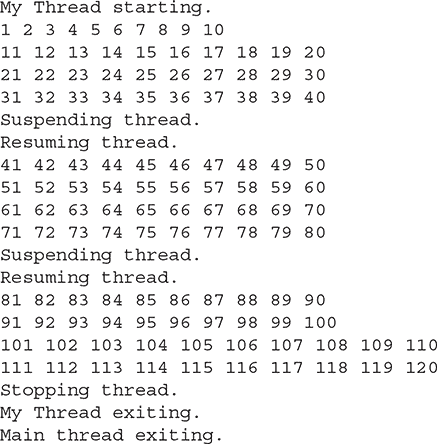 My Thread starting.
1 2 3 4 5 6 7 8 9 10
11 12 13 14 15 16 17 18 19 20
21 22 23 24 25 26 27 28 29 30
31 32 33 34 35 36 37 38 39 40
Suspending thread.
Resuming thread.
41 42 43 44 45 46 47 48 49 50
51 52 53 54 55 56 57 58 59 60
61 62 63 64 65 66 67 68 69 70
71 72 73 74 75 76 77 78 79 80
Suspending thread.
Resuming thread.
81 82 83 84 85 86 87 88 89 90
91 92 93 94 95 96 97 98 99 100
101 102 103 104 105 106 107 108 109 110
111 112 113 114 115 116 117 118 119 120
Stopping thread.
My Thread exiting.
Main thread exiting.